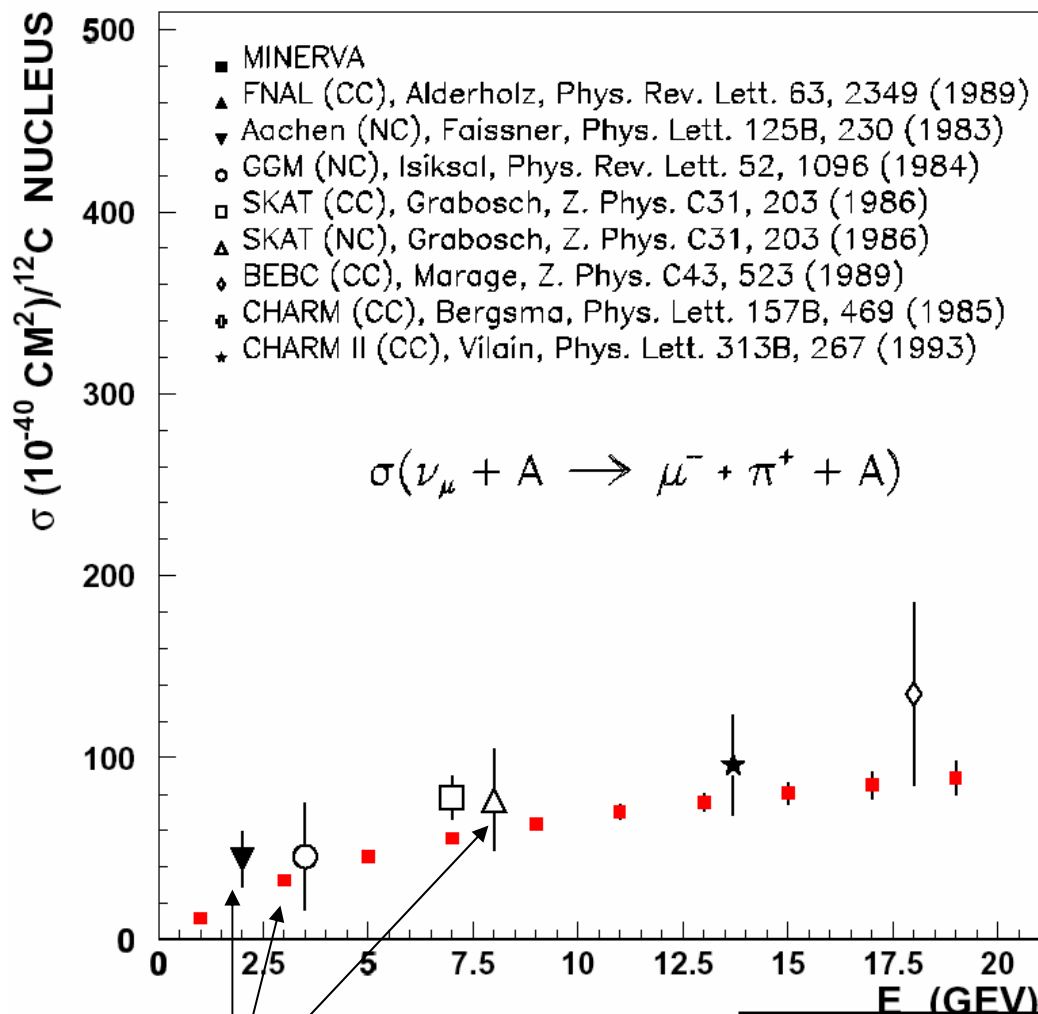 σ (10⁻⁴⁰ CM²)/¹²C NUCLEUS
500
400
300
200
100
0
■ MINERVA
▲ FNAL (CC), Alderholz, Phys. Rev. Lett. 63, 2349 (1989)
▼ Aachen (NC), Faissner, Phys. Lett. 125B, 230 (1983)
○ GGM (NC), Isiksal, Phys. Rev. Lett. 52, 1096 (1984)
□ SKAT (CC), Grabosch, Z. Phys. C31, 203 (1986)
△ SKAT (NC), Grabosch, Z. Phys. C31, 203 (1986)
◇ BEBC (CC), Marage, Z. Phys. C43, 523 (1989)
✚ CHARM (CC), Bergsma, Phys. Lett. 157B, 469 (1985)
★ CHARM II (CC), Vilain, Phys. Lett. 313B, 267 (1993)
σ(ν_μ + A → μ⁻ + π⁺ + A)
0 2.5 5 7.5 10 12.5 15 17.5 20
E (GEV)